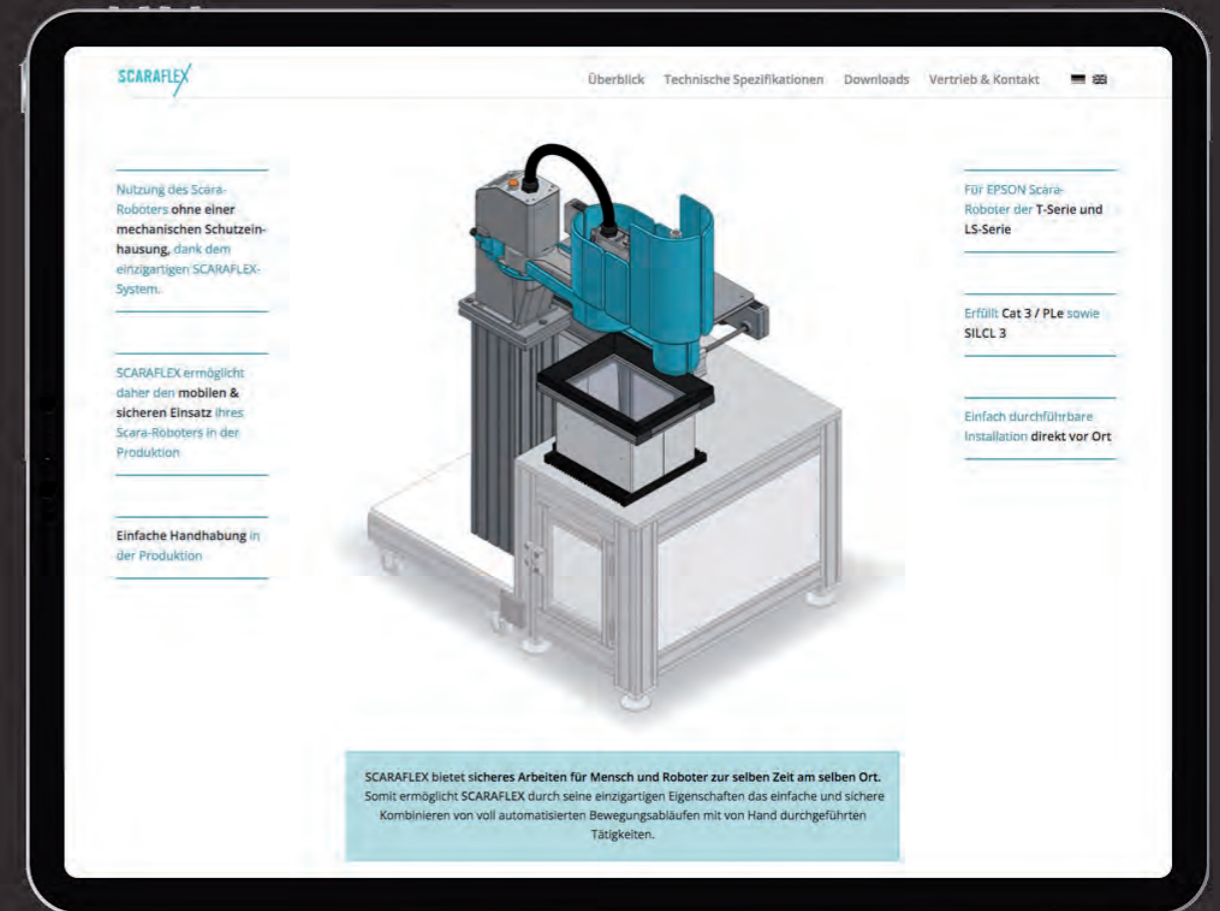 SCARAFLEX
Überblick Technische Spezifikationen Downloads Vertrieb & Kontakt
Nutzung des Scara-
Roboters ohne einer
mechanischen Schutzein-
hausung, dank dem
einzigartigen SCARAFLEX-
System.
SCARAFLEX ermöglicht
daher den mobilen &
sicheren Einsatz ihres
Scara-Roboters in der
Produktion
Einfache Handhabung in
der Produktion
Für EPSON Scara-
Roboter der T-Serie und
LS-Serie
Erfüllt Cat 3 / PLe sowie
SILCL 3
Einfach durchführbare
Installation direkt vor Ort
SCARAFLEX bietet sicheres Arbeiten für Mensch und Roboter zur selben Zeit am selben Ort.
Somit ermöglicht SCARAFLEX durch seine einzigartigen Eigenschaften das einfache und sichere
Kombinieren von voll automatisierten Bewegungsabläufen mit von Hand durchgeführten
Tätigkeiten.